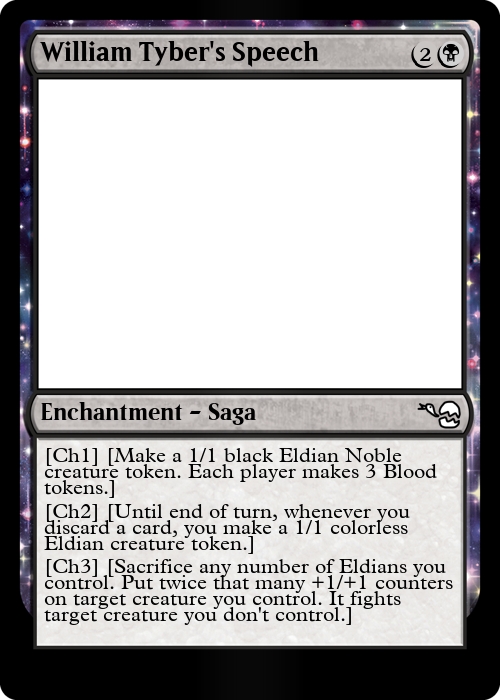 William Tyber's Speech 2
Enchantment - Saga
[Ch1] [Make a 1/1 black Eldian Noble
creature token. Each player makes 3 Blood
tokens.]
[Ch2] [Until end of turn, whenever you
discard a card, you make a 1/1 colorless
Eldian creature token.]
[Ch3] [Sacrifice any number of Eldians you
control. Put twice that many +1/+1 counters
on target creature you control. It fights
target creature you don't control.]